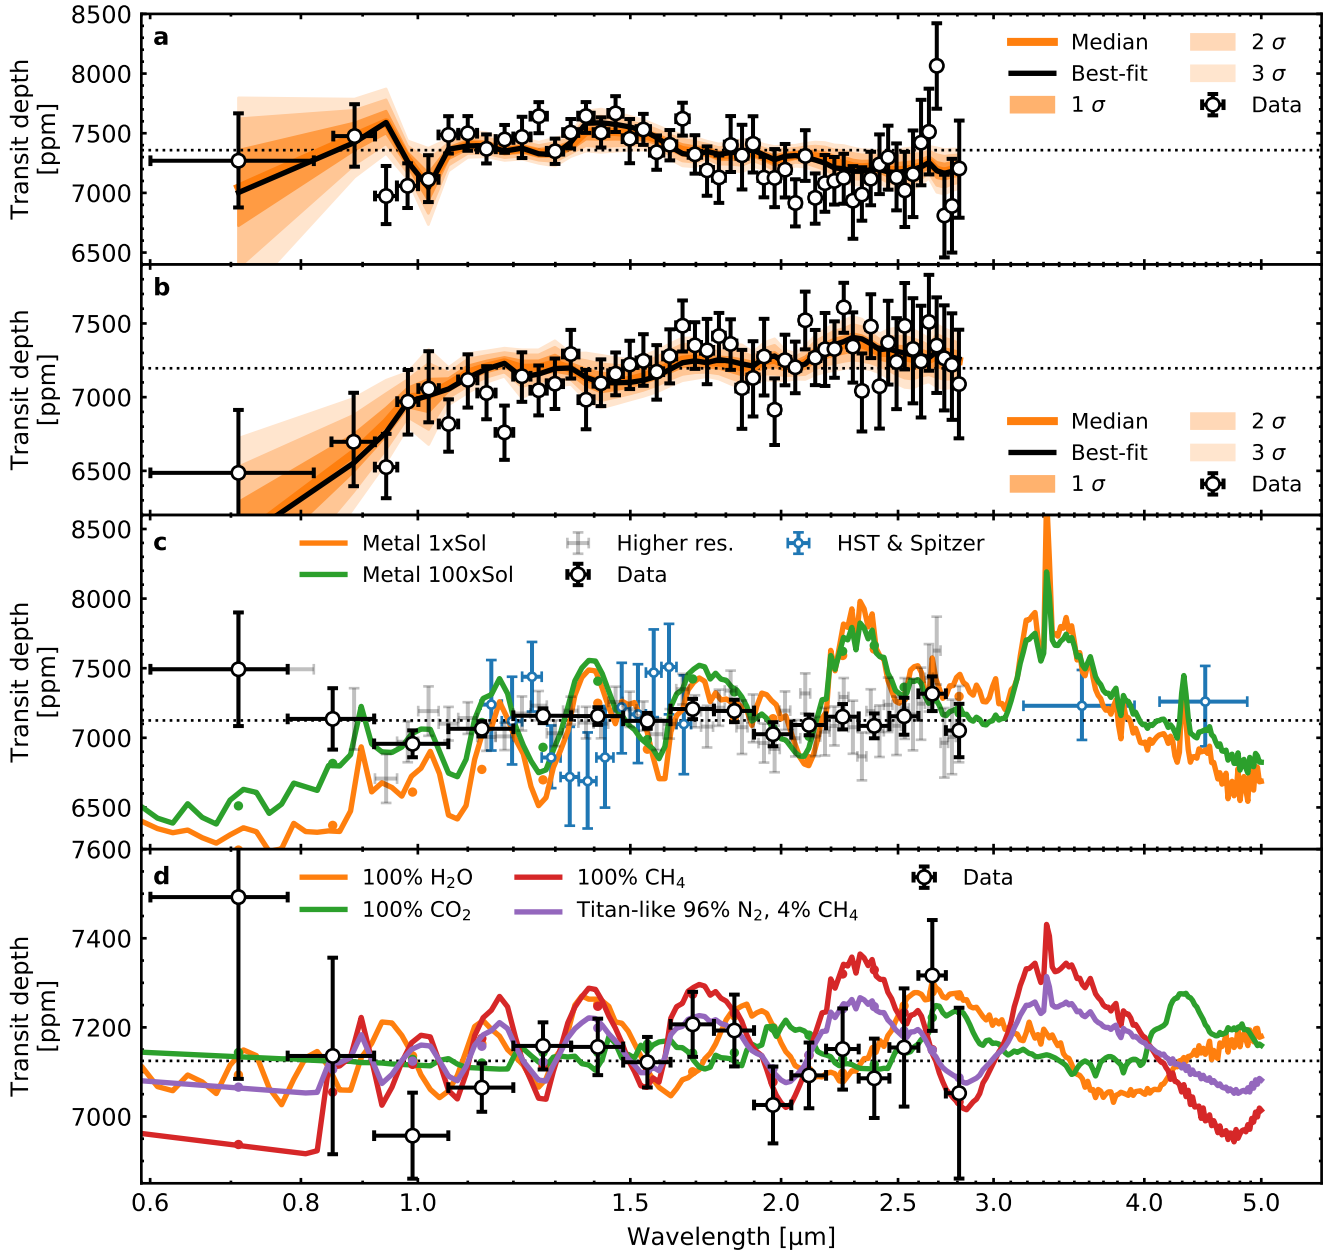 a
Median
Best-fit
1 σ
2 σ
3 σ
Data
8500
8000
7500
7000
6500
Transit depth
[ppm]
b
Median
Best-fit
1 σ
2 σ
3 σ
Data
7500
7000
6500
Transit depth
[ppm]
c
Metal 1xSol
Metal 100xSol
Higher res.
Data
HST & Spitzer
8500
8000
7500
7000
6500
Transit depth
[ppm]
d
100% H₂O
100% CO₂
100% CH₄
Titan-like 96% N₂, 4% CH₄
Data
7600
7400
7200
7000
Transit depth
[ppm]
0.6 0.8 1.0 1.5 2.0 2.5 3.0 4.0 5.0
Wavelength [µm]